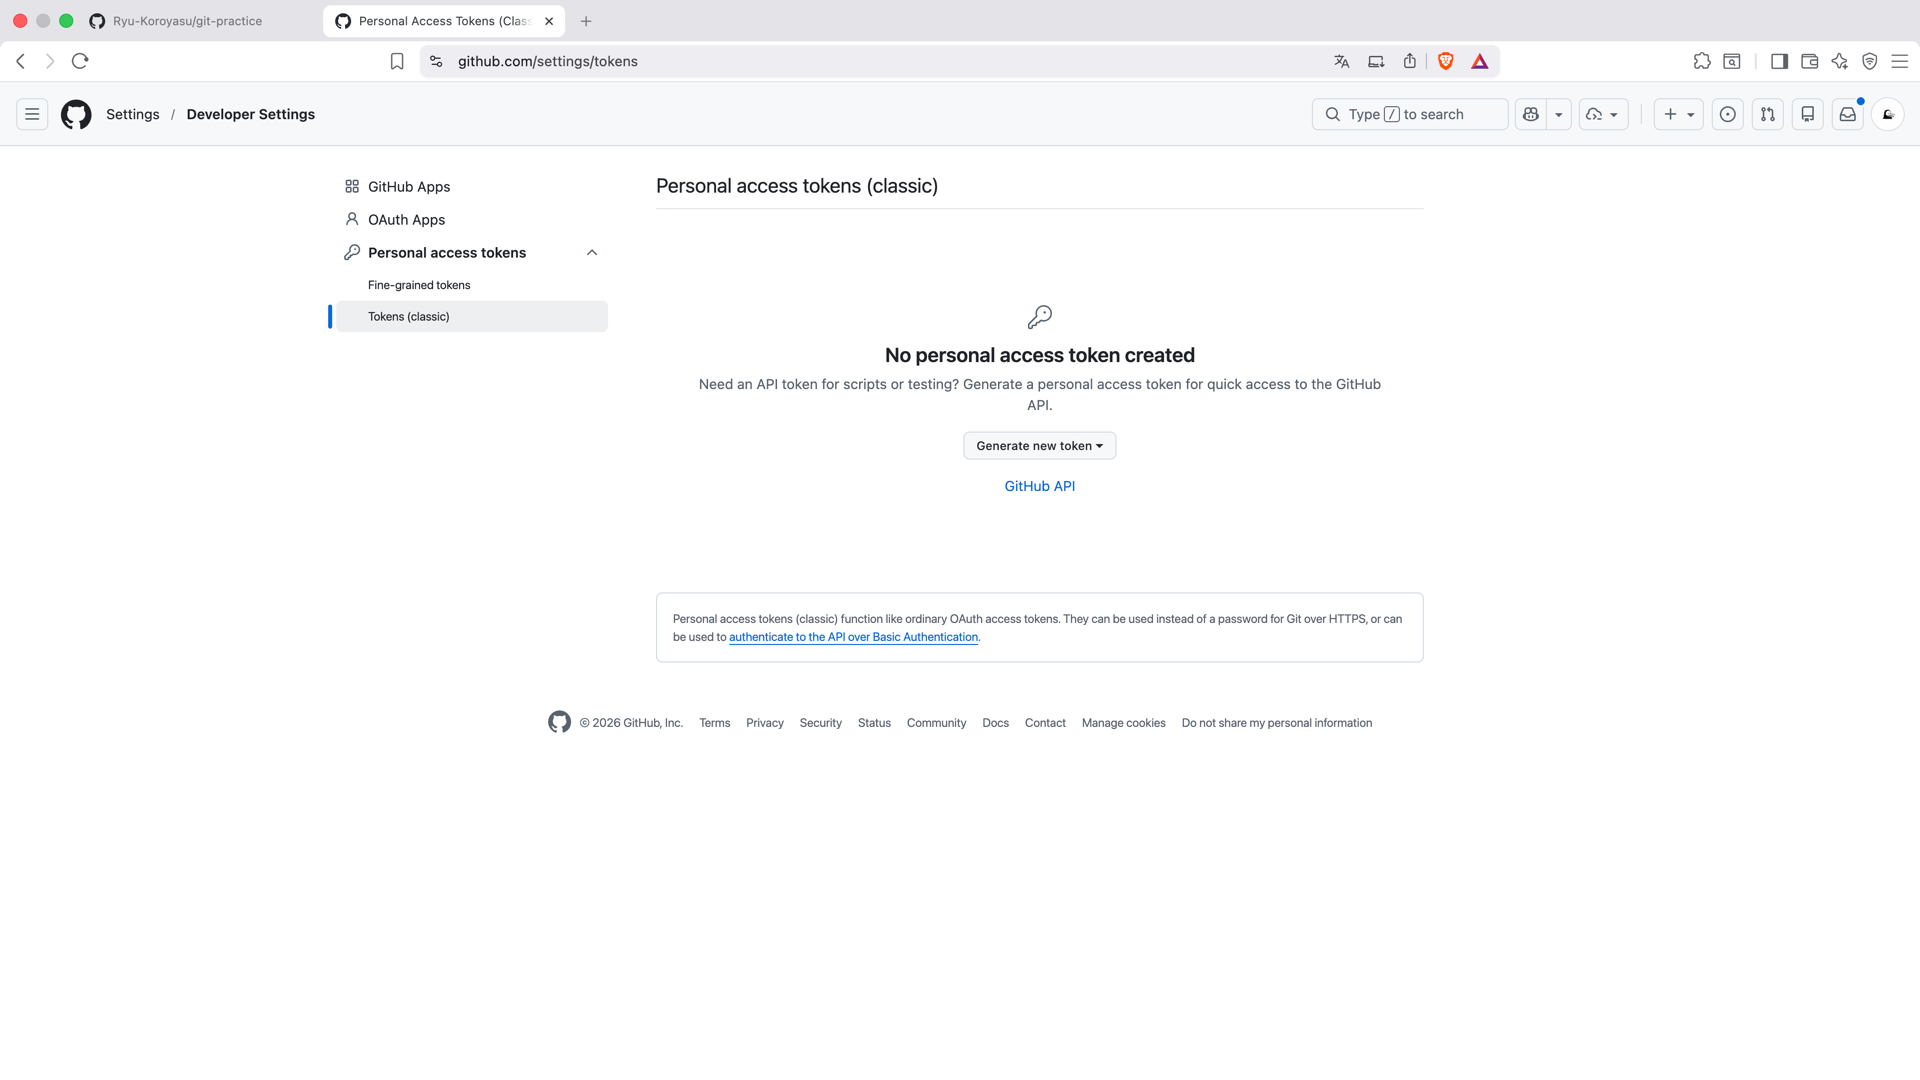 Ryu-Koroyasu/git-practice
Personal Access Tokens (Clas
github.com/settings/tokens
Settings / Developer Settings
Type / to search
GitHub Apps
OAuth Apps
Personal access tokens
Fine-grained tokens
Tokens (classic)
Personal access tokens (classic)
No personal access token created
Need an API token for scripts or testing? Generate a personal access token for quick access to the GitHub
API.
Generate new token
GitHub API
Personal access tokens (classic) function like ordinary OAuth access tokens. They can be used instead of a password for Git over HTTPS, or can
be used to authenticate to the API over Basic Authentication.
© 2026 GitHub, Inc. Terms Privacy Security Status Community Docs Contact Manage cookies Do not share my personal information